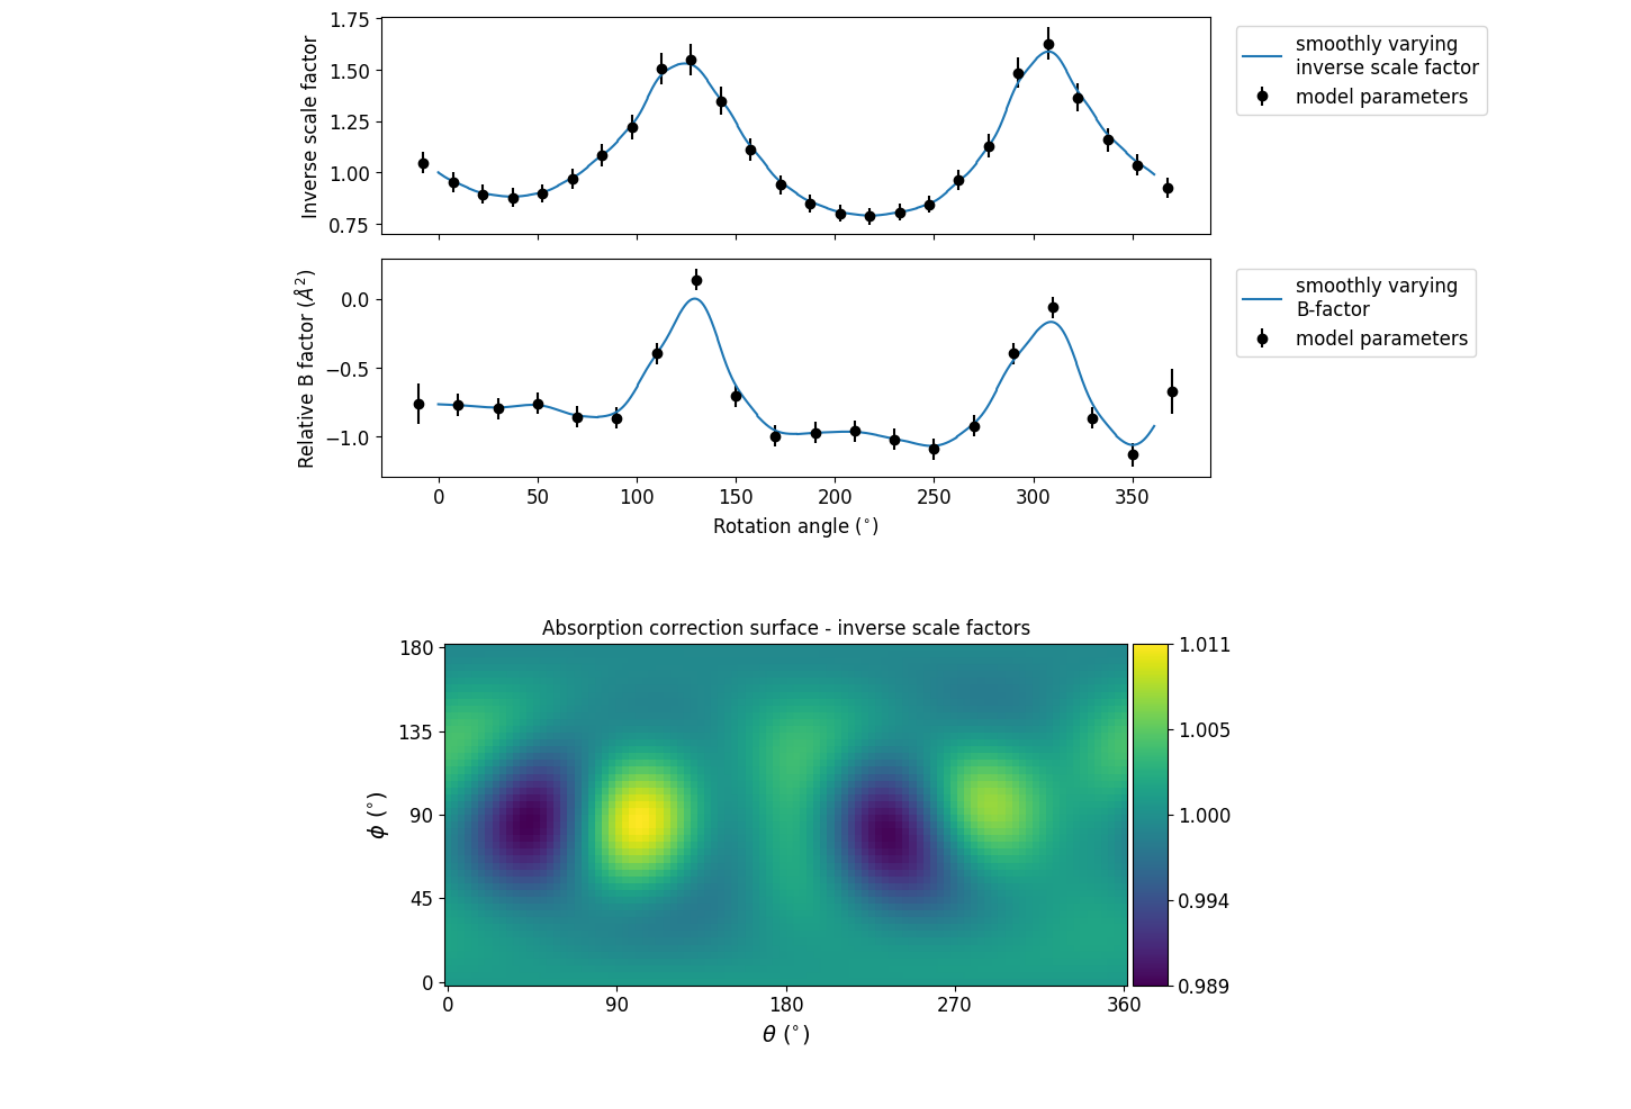 1.75
1.50
1.25
1.00
0.75
Inverse scale factor
smoothly varying
inverse scale factor
model parameters
0.0
−0.5
−1.0
Relative B factor (Å²)
smoothly varying
B-factor
model parameters
0 50 100 150 200 250 300 350
Rotation angle (°)
Absorption correction surface - inverse scale factors
180
135
90
45
0
ϕ (°)
1.011
1.005
1.000
0.994
0.989
0 90 180 270 360
θ (°)